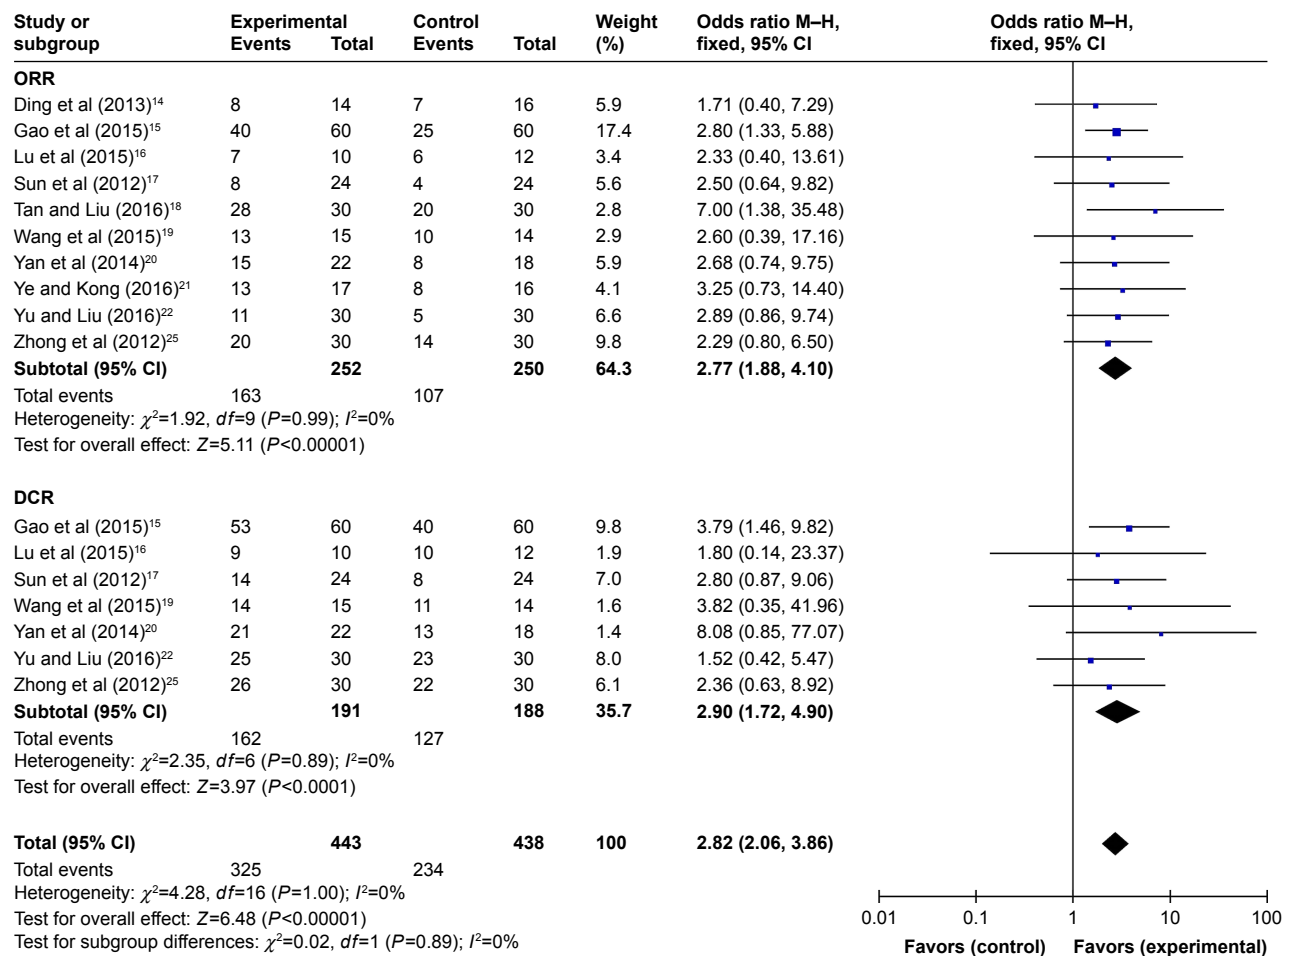 Study or subgroup Experimental Events Total Control Events Total Weight (%) Odds ratio M–H, fixed, 95% CI Odds ratio M–H, fixed, 95% CI
ORR
Ding et al (2013)14 8 14 7 16 5.9 1.71 (0.40, 7.29)
Gao et al (2015)15 40 60 25 60 17.4 2.80 (1.33, 5.88)
Lu et al (2015)16 7 10 6 12 3.4 2.33 (0.40, 13.61)
Sun et al (2012)17 8 24 4 24 5.6 2.50 (0.64, 9.82)
Tan and Liu (2016)18 28 30 20 30 2.8 7.00 (1.38, 35.48)
Wang et al (2015)19 13 15 10 14 2.9 2.60 (0.39, 17.16)
Yan et al (2014)20 15 22 8 18 5.9 2.68 (0.74, 9.75)
Ye and Kong (2016)21 13 17 8 16 4.1 3.25 (0.73, 14.40)
Yu and Liu (2016)22 11 30 5 30 6.6 2.89 (0.86, 9.74)
Zhong et al (2012)25 20 30 14 30 9.8 2.29 (0.80, 6.50)
Subtotal (95% CI) 252 250 64.3 2.77 (1.88, 4.10)
Total events 163 107
Heterogeneity: χ²=1.92, df=9 (P=0.99); I²=0%
Test for overall effect: Z=5.11 (P<0.00001)
DCR
Gao et al (2015)15 53 60 40 60 9.8 3.79 (1.46, 9.82)
Lu et al (2015)16 9 10 10 12 1.9 1.80 (0.14, 23.37)
Sun et al (2012)17 14 24 8 24 7.0 2.80 (0.87, 9.06)
Wang et al (2015)19 14 15 11 14 1.6 3.82 (0.35, 41.96)
Yan et al (2014)20 21 22 13 18 1.4 8.08 (0.85, 77.07)
Yu and Liu (2016)22 25 30 23 30 8.0 1.52 (0.42, 5.47)
Zhong et al (2012)25 26 30 22 30 6.1 2.36 (0.63, 8.92)
Subtotal (95% CI) 191 188 35.7 2.90 (1.72, 4.90)
Total events 162 127
Heterogeneity: χ²=2.35, df=6 (P=0.89); I²=0%
Test for overall effect: Z=3.97 (P<0.0001)
Total (95% CI) 443 438 100 2.82 (2.06, 3.86)
Total events 325 234
Heterogeneity: χ²=4.28, df=16 (P=1.00); I²=0%
Test for overall effect: Z=6.48 (P<0.00001)
Test for subgroup differences: χ²=0.02, df=1 (P=0.89); I²=0%
0.01 0.1 1 10 100
Favors (control) Favors (experimental)